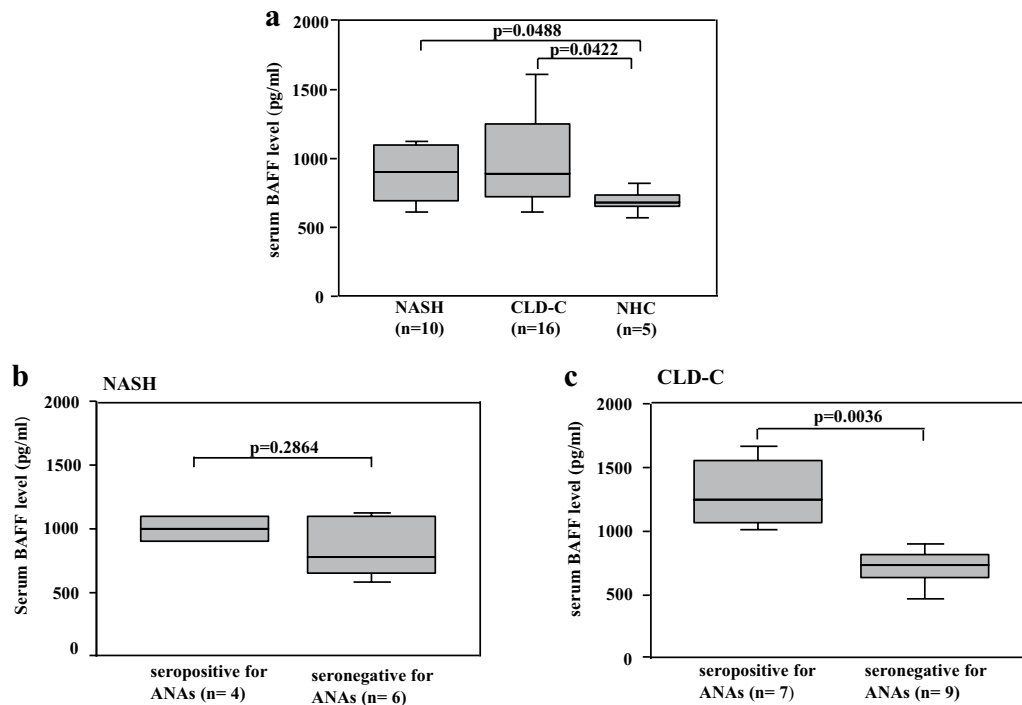 a
2000
p=0.0488
p=0.0422
1500
1000
500
0
serum BAFF level (pg/ml)
NASH
(n=10)
CLD-C
(n=16)
NHC
(n=5)
b
NASH
2000
p=0.2864
1500
1000
500
0
Serum BAFF level (pg/ml)
seropositive for
ANAs (n= 4)
seronegative for
ANAs (n= 6)
c
CLD-C
2000
p=0.0036
1500
1000
500
0
serum BAFF level (pg/ml)
seropositive for
ANAs (n= 7)
seronegative for
ANAs (n= 9)